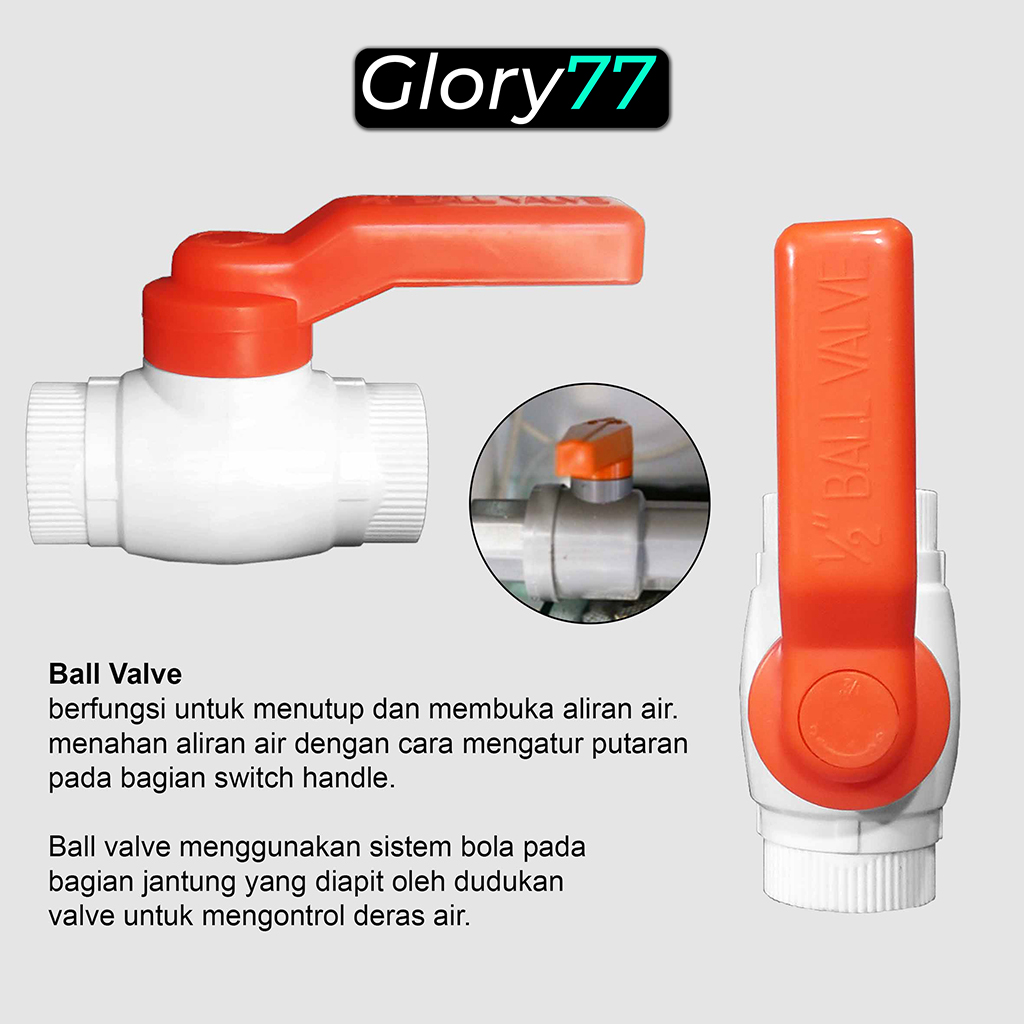 Glory77
BALL VALVE
1/2" BALL VALVE
1/2
Ball Valve
berfungsi untuk menutup dan membuka aliran air.
menahan aliran air dengan cara mengatur putaran
pada bagian switch handle.
Ball valve menggunakan sistem bola pada
bagian jantung yang diapit oleh dudukan
valve untuk mengontrol deras air.